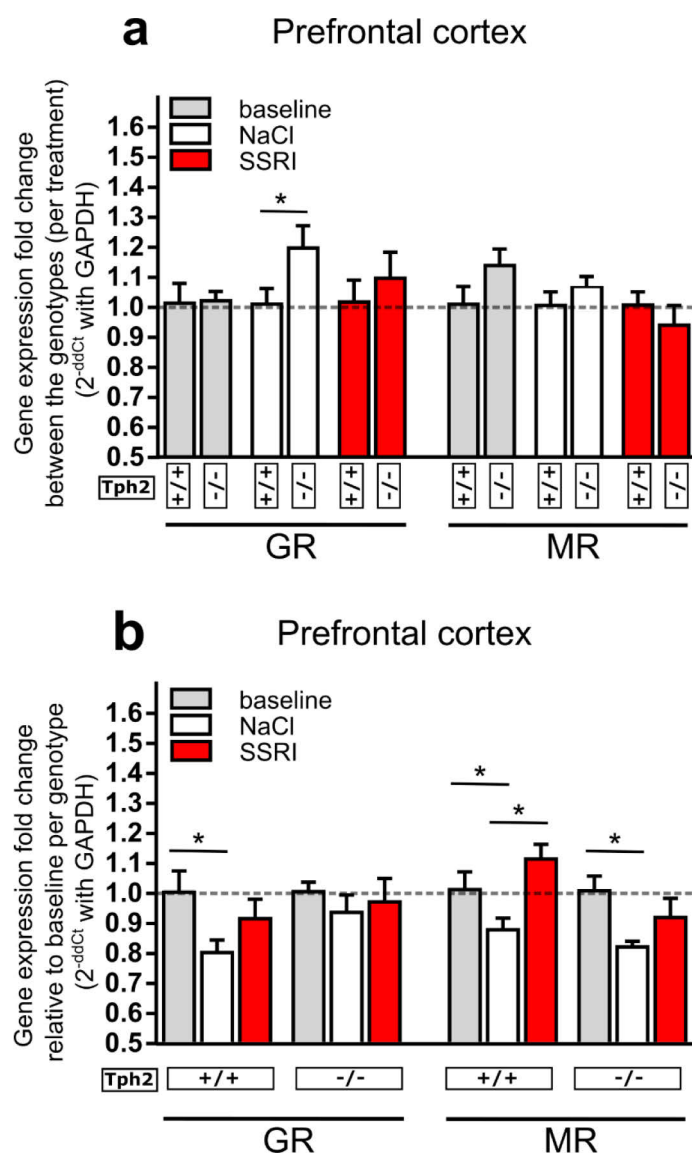 a Prefrontal cortex
Gene expression fold change
between the genotypes (per treatment)
(2-ddCt with GAPDH)
1.6
1.5
1.4
1.3
1.2
1.1
1.0
0.9
0.8
0.7
0.6
0.5
baseline
NaCl
SSRI
*
Tph2 +/+ -/- +/+ -/- +/+ -/- +/+ -/- +/+ -/- +/+ -/-
GR MR
b Prefrontal cortex
Gene expression fold change
relative to baseline per genotype
(2-ddCt with GAPDH)
1.6
1.5
1.4
1.3
1.2
1.1
1.0
0.9
0.8
0.7
0.6
0.5
baseline
NaCl
SSRI
* * * *
Tph2 +/+ -/- +/+ -/-
GR MR